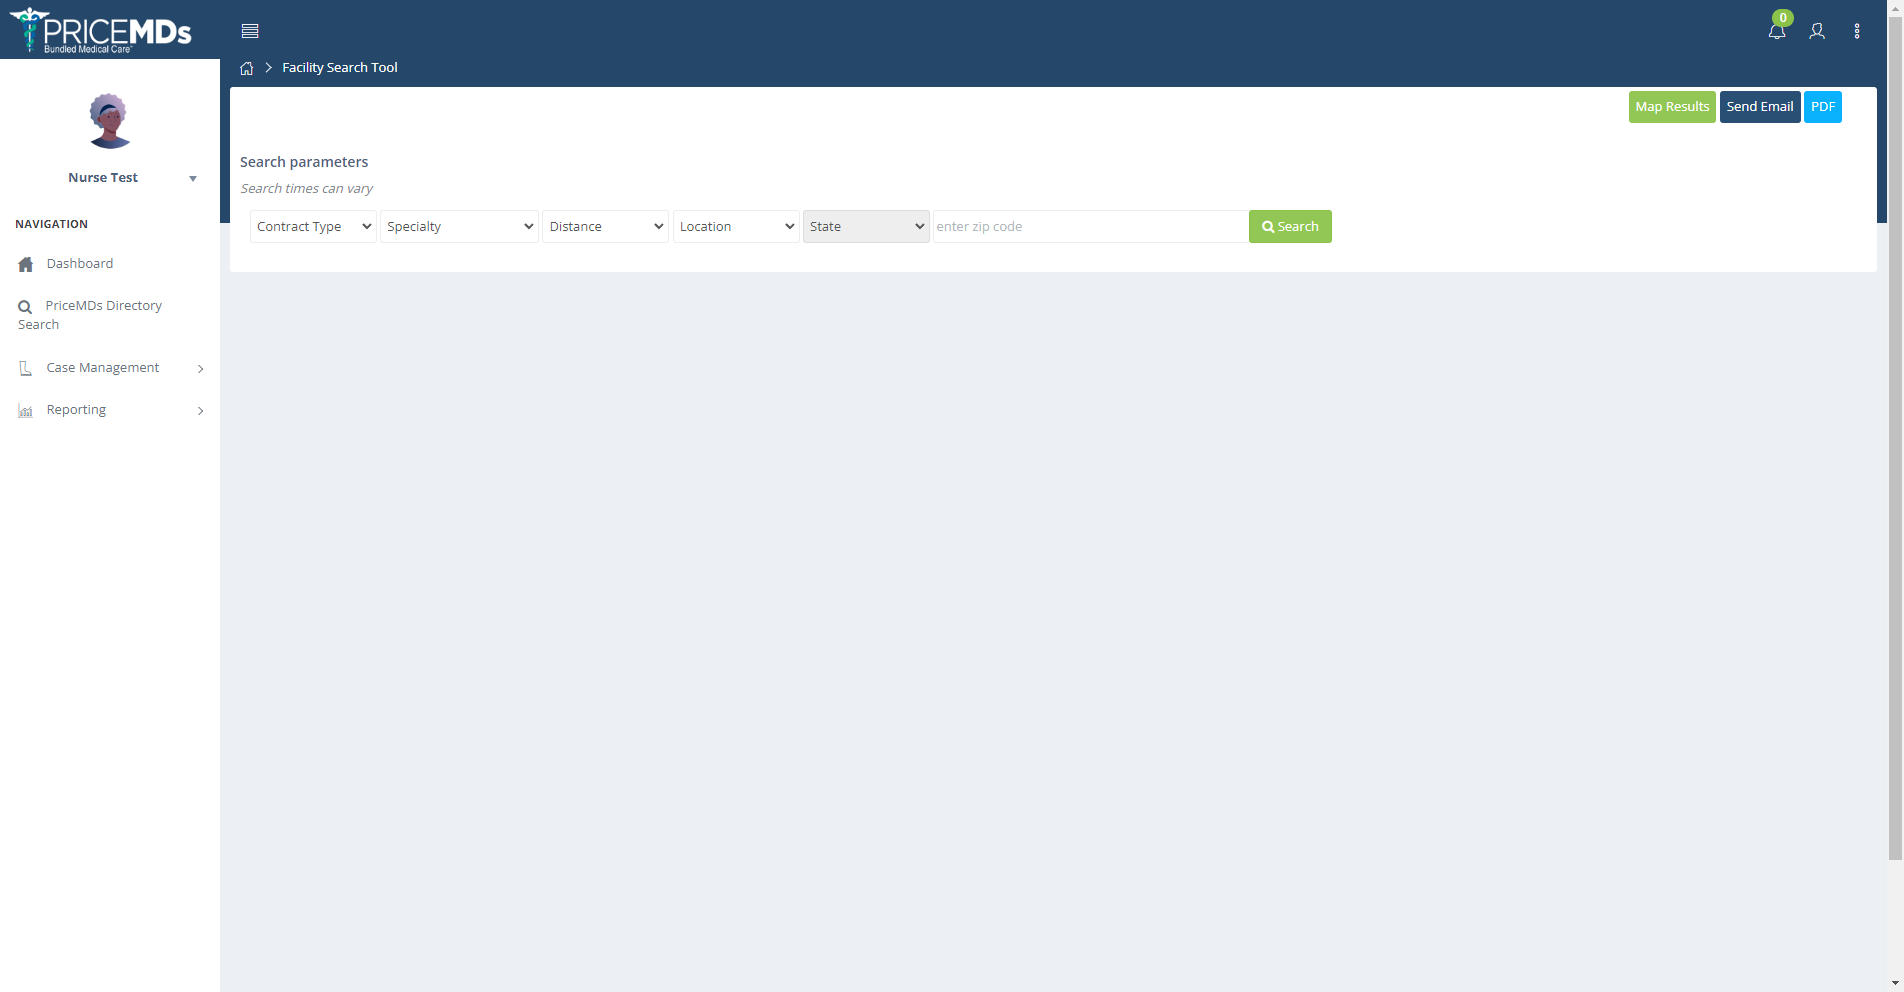 PRICEMDs
Bundled Medical Care™
0
Facility Search Tool
Map Results
Send Email
PDF
Nurse Test
Search parameters
Search times can vary
Contract Type
Specialty
Distance
Location
State
enter zip code
Search
NAVIGATION
Dashboard
PriceMDs Directory
Search
Case Management
Reporting